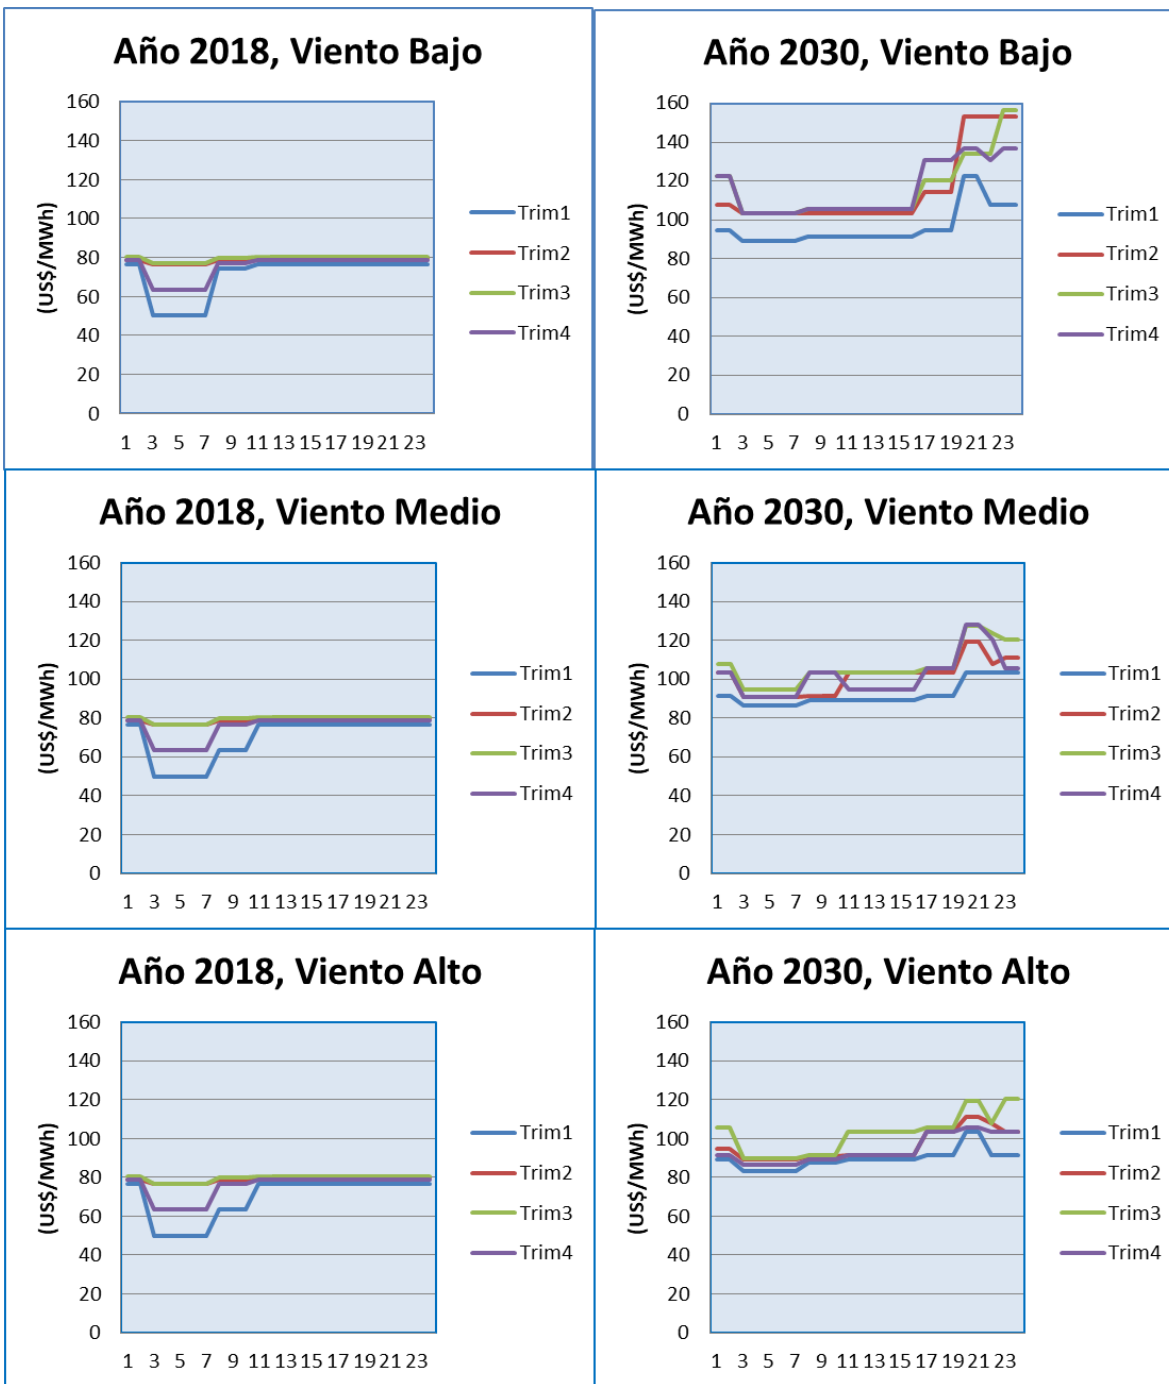 Año 2018, Viento Bajo
160
140
120
100
80
60
40
20
0
(US$/MWh)
1 3 5 7 9 11 13 15 17 19 21 23
Trim1
Trim2
Trim3
Trim4
Año 2030, Viento Bajo
160
140
120
100
80
60
40
20
0
(US$/MWh)
1 3 5 7 9 11 13 15 17 19 21 23
Trim1
Trim2
Trim3
Trim4
Año 2018, Viento Medio
160
140
120
100
80
60
40
20
0
(US$/MWh)
1 3 5 7 9 11 13 15 17 19 21 23
Trim1
Trim2
Trim3
Trim4
Año 2030, Viento Medio
160
140
120
100
80
60
40
20
0
(US$/MWh)
1 3 5 7 9 11 13 15 17 19 21 23
Trim1
Trim2
Trim3
Trim4
Año 2018, Viento Alto
160
140
120
100
80
60
40
20
0
(US$/MWh)
1 3 5 7 9 11 13 15 17 19 21 23
Trim1
Trim2
Trim3
Trim4
Año 2030, Viento Alto
160
140
120
100
80
60
40
20
0
(US$/MWh)
1 3 5 7 9 11 13 15 17 19 21 23
Trim1
Trim2
Trim3
Trim4